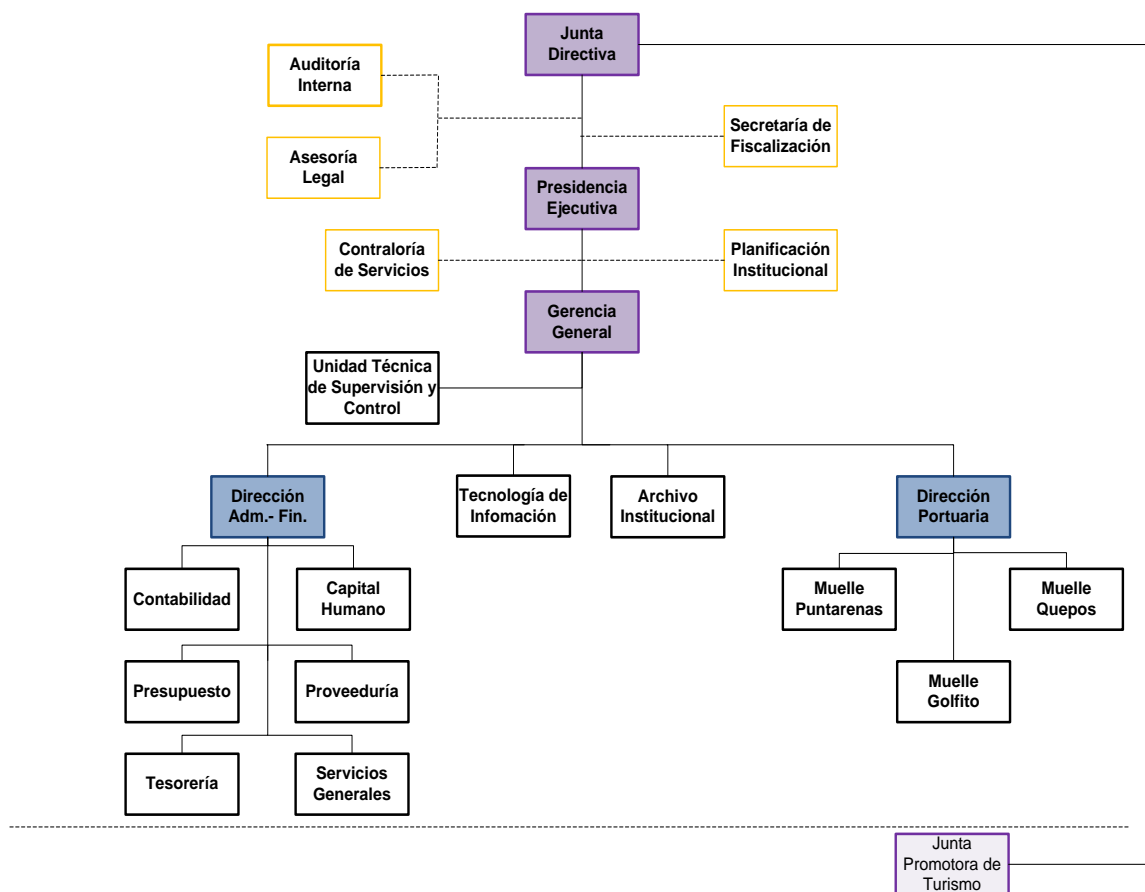 Junta
Directiva
Auditoría
Interna
Secretaría de
Fiscalización
Asesoría
Legal
Presidencia
Ejecutiva
Contraloría
de Servicios
Planificación
Institucional
Gerencia
General
Unidad Técnica
de Supervisión y
Control
Dirección
Adm.- Fin.
Tecnología de
Infomación
Archivo
Institucional
Dirección
Portuaria
Contabilidad
Capital
Humano
Muelle
Puntarenas
Muelle
Quepos
Presupuesto
Proveeduría
Muelle
Golfito
Tesorería
Servicios
Generales
Junta
Promotora de
Turismo